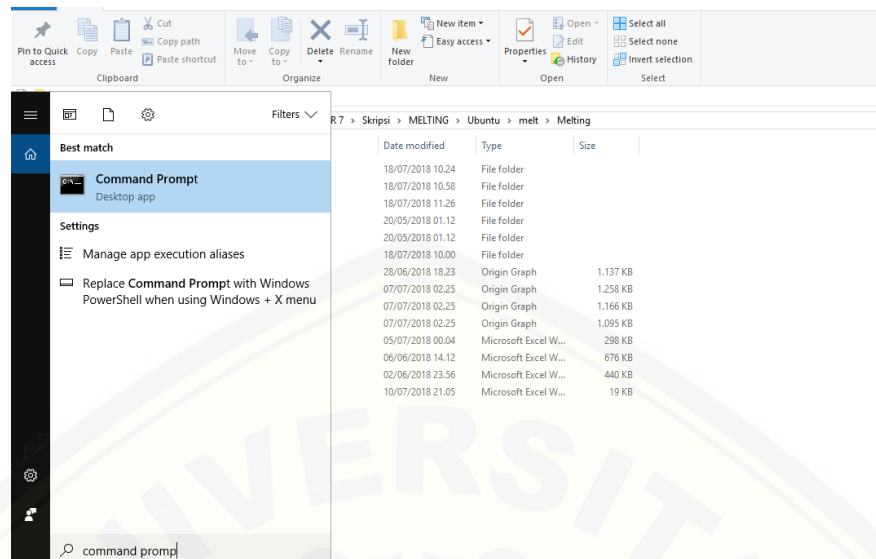 Pin to Quick access
Copy
Paste
Cut
Copy path
Paste shortcut
Clipboard
Move to
Copy to
Delete
Rename
Organize
New folder
New item
Easy access
New
Properties
Open
Edit
History
Open
Select all
Select none
Invert selection
Select
Filters
Best match
Command Prompt
Desktop app
Settings
Manage app execution aliases
Replace Command Prompt with Windows
PowerShell when using Windows + X menu
command promp
R 7 > Skripsi > MELTING > Ubuntu > melt > Melting
Date modified Type Size
18/07/2018 10.24 File folder
18/07/2018 10.58 File folder
18/07/2018 11.26 File folder
20/05/2018 01.12 File folder
20/05/2018 01.12 File folder
18/07/2018 10.00 File folder
28/06/2018 18.23 Origin Graph 1.137 KB
07/07/2018 02.25 Origin Graph 1.258 KB
07/07/2018 02.25 Origin Graph 1.166 KB
07/07/2018 02.25 Origin Graph 1.095 KB
05/07/2018 00.04 Microsoft Excel W... 298 KB
06/06/2018 14.12 Microsoft Excel W... 676 KB
02/06/2018 23.56 Microsoft Excel W... 440 KB
10/07/2018 21.05 Microsoft Excel W... 19 KB